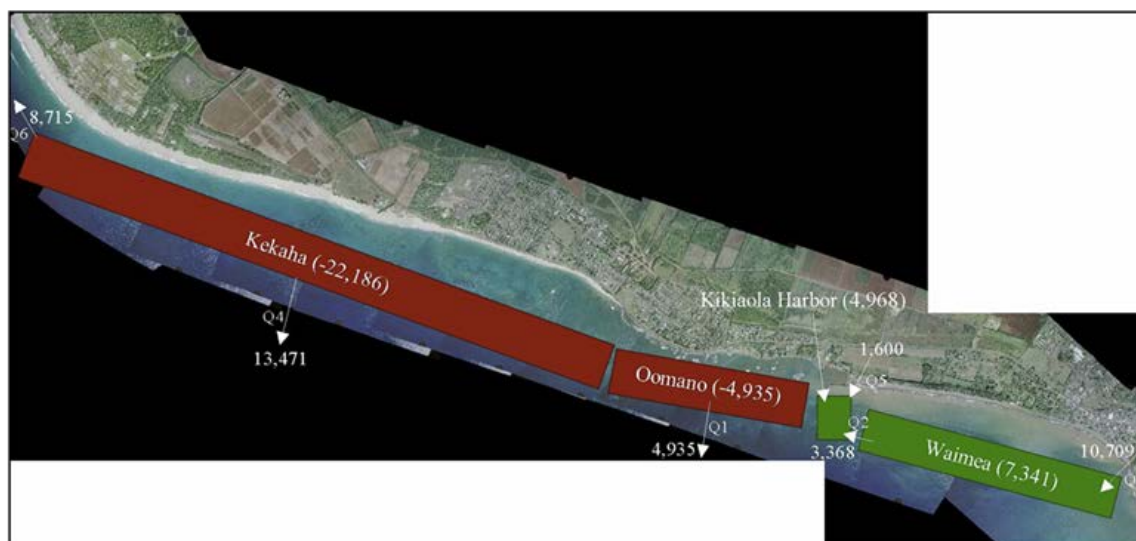 8,715
Q6
Kekaha (-22,186)
Q4
13,471
Kikiaola Harbor (4,968)
1,600
Q5
Oomano (-4,935)
Q1
4,935
Q2
3,368
Waimea (7,341)
10,709
Q